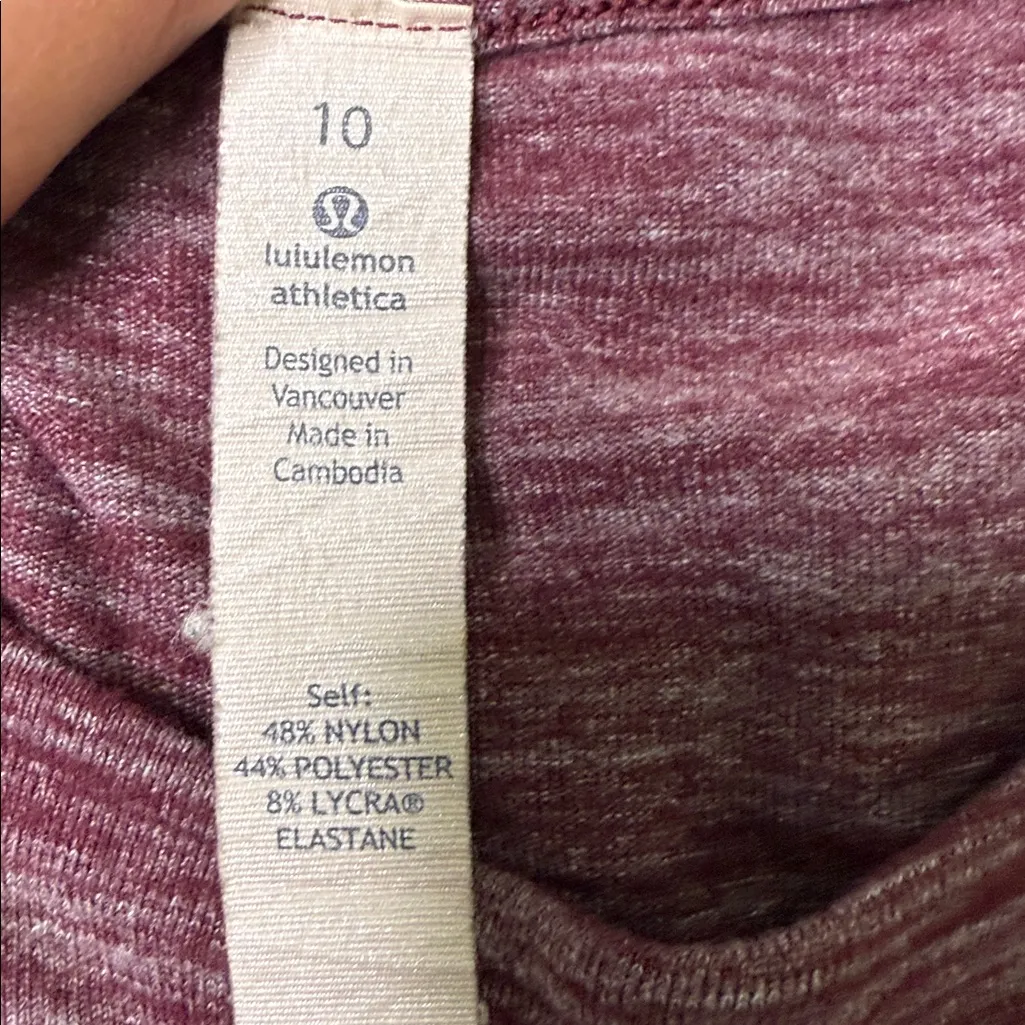 10
lululemon
athletica
Designed in
Vancouver
Made in
Cambodia
Self:
48% NYLON
44% POLYESTER
8% LYCRA®
ELASTANE